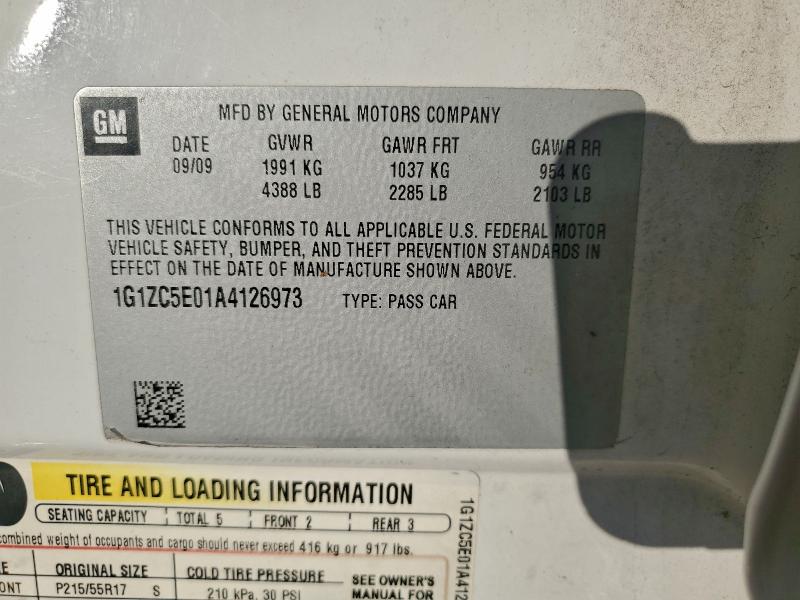 GM
MFD BY GENERAL MOTORS COMPANY
DATE GVWR GAWR FRT GAWR RR
09/09 1991 KG 1037 KG 954 KG
4388 LB 2285 LB 2103 LB
THIS VEHICLE CONFORMS TO ALL APPLICABLE U.S. FEDERAL MOTOR
VEHICLE SAFETY, BUMPER, AND THEFT PREVENTION STANDARDS IN
EFFECT ON THE DATE OF MANUFACTURE SHOWN ABOVE.
1G1ZC5E01A4126973 TYPE: PASS CAR
TIRE AND LOADING INFORMATION
SEATING CAPACITY TOTAL 5 FRONT 2 REAR 3
combined weight of occupants and cargo should never exceed 416 kg or 917 lbs.
E ORIGINAL SIZE COLD TIRE PRESSURE SEE OWNER'S
ONT P215/55R17 S 210 kPa, 30 PSI MANUAL FOR
1G1ZC5E01A412